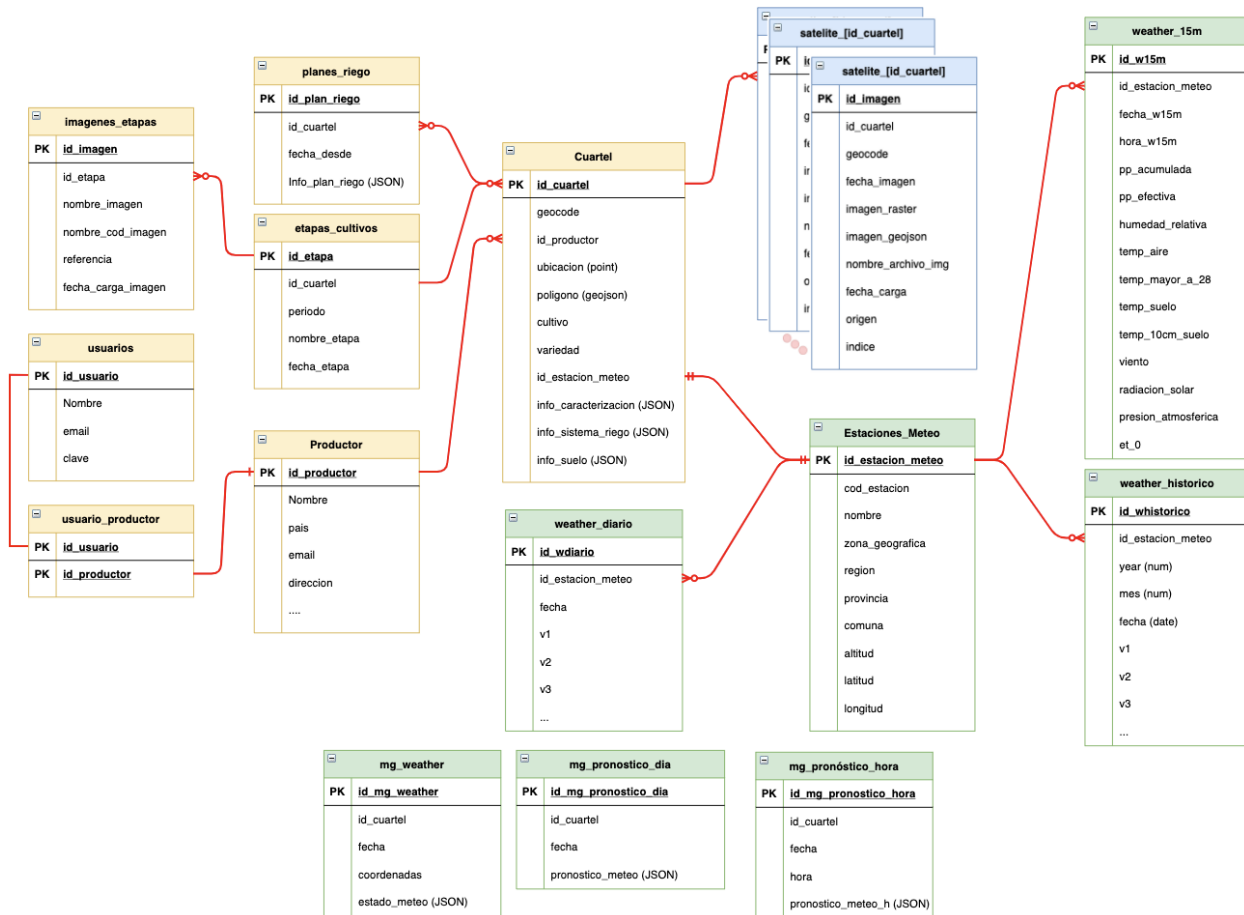 planes_riego
PK id_plan_riego
id_cuartel
fecha_desde
Info_plan_riego (JSON)
imagenes_etapas
PK id_imagen
id_etapa
nombre_imagen
nombre_cod_imagen
referencia
fecha_carga_imagen
etapas_cultivos
PK id_etapa
id_cuartel
periodo
nombre_etapa
fecha_etapa
usuarios
PK id_usuario
Nombre
email
clave
usuario_productor
PK id_usuario
PK id_productor
Productor
PK id_productor
Nombre
pais
email
direccion
....
Cuartel
PK id_cuartel
geocode
id_productor
ubicacion (point)
polígono (geojson)
cultivo
variedad
id_estacion_meteo
info_caracterizacion (JSON)
info_sistema_riego (JSON)
info_suelo (JSON)
satelite_[id_cuartel]
PK
satelite_[id_cuartel]
PK id_imagen
id_cuartel
geocode
fecha_imagen
imagen_raster
imagen_geojson
nombre_archivo_img
fecha_carga
origen
indice
weather_15m
PK id_w15m
id_estacion_meteo
fecha_w15m
hora_w15m
pp_acumulada
pp_efectiva
humedad_relativa
temp_aire
temp_mayor_a_28
temp_suelo
temp_10cm_suelo
viento
radiacion_solar
presion_atmosferica
et_0
Estaciones_Meteo
PK id_estacion_meteo
cod_estacion
nombre
zona_geografica
region
provincia
comuna
altitud
latitud
longitud
weather_diario
PK id_wdiario
id_estacion_meteo
fecha
v1
v2
v3
...
weather_historico
PK id_whistorico
id_estacion_meteo
year (num)
mes (num)
fecha (date)
v1
v2
v3
...
mg_weather
PK id_mg_weather
id_cuartel
fecha
coordenadas
estado_meteo (JSON)
mg_pronostico_dia
PK id_mg_pronostico_dia
id_cuartel
fecha
pronostico_meteo (JSON)
mg_pronóstico_hora
PK id_mg_pronostico_hora
id_cuartel
fecha
hora
pronostico_meteo_h (JSON)